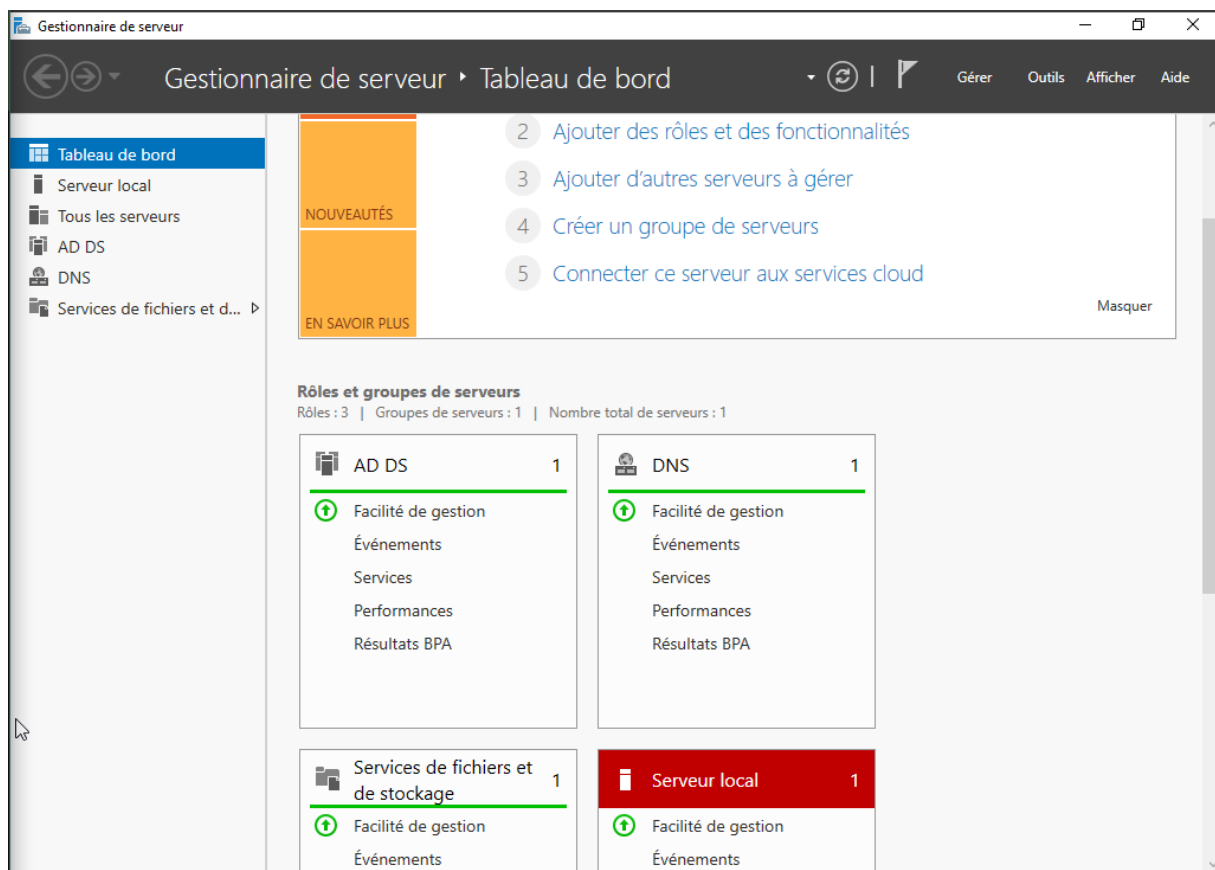 Gestionnaire de serveur
Gestionnaire de serveur ‣ Tableau de bord
Gérer Outils Afficher Aide
Tableau de bord
Serveur local
Tous les serveurs
AD DS
DNS
Services de fichiers et d...
NOUVEAUTÉS
EN SAVOIR PLUS
2 Ajouter des rôles et des fonctionnalités
3 Ajouter d’autres serveurs à gérer
4 Créer un groupe de serveurs
5 Connecter ce serveur aux services cloud
Masquer
Rôles et groupes de serveurs
Rôles : 3 | Groupes de serveurs : 1 | Nombre total de serveurs : 1
AD DS 1
Facilité de gestion
Événements
Services
Performances
Résultats BPA
DNS 1
Facilité de gestion
Événements
Services
Performances
Résultats BPA
Services de fichiers et
de stockage 1
Facilité de gestion
Événements
Serveur local 1
Facilité de gestion
Événements